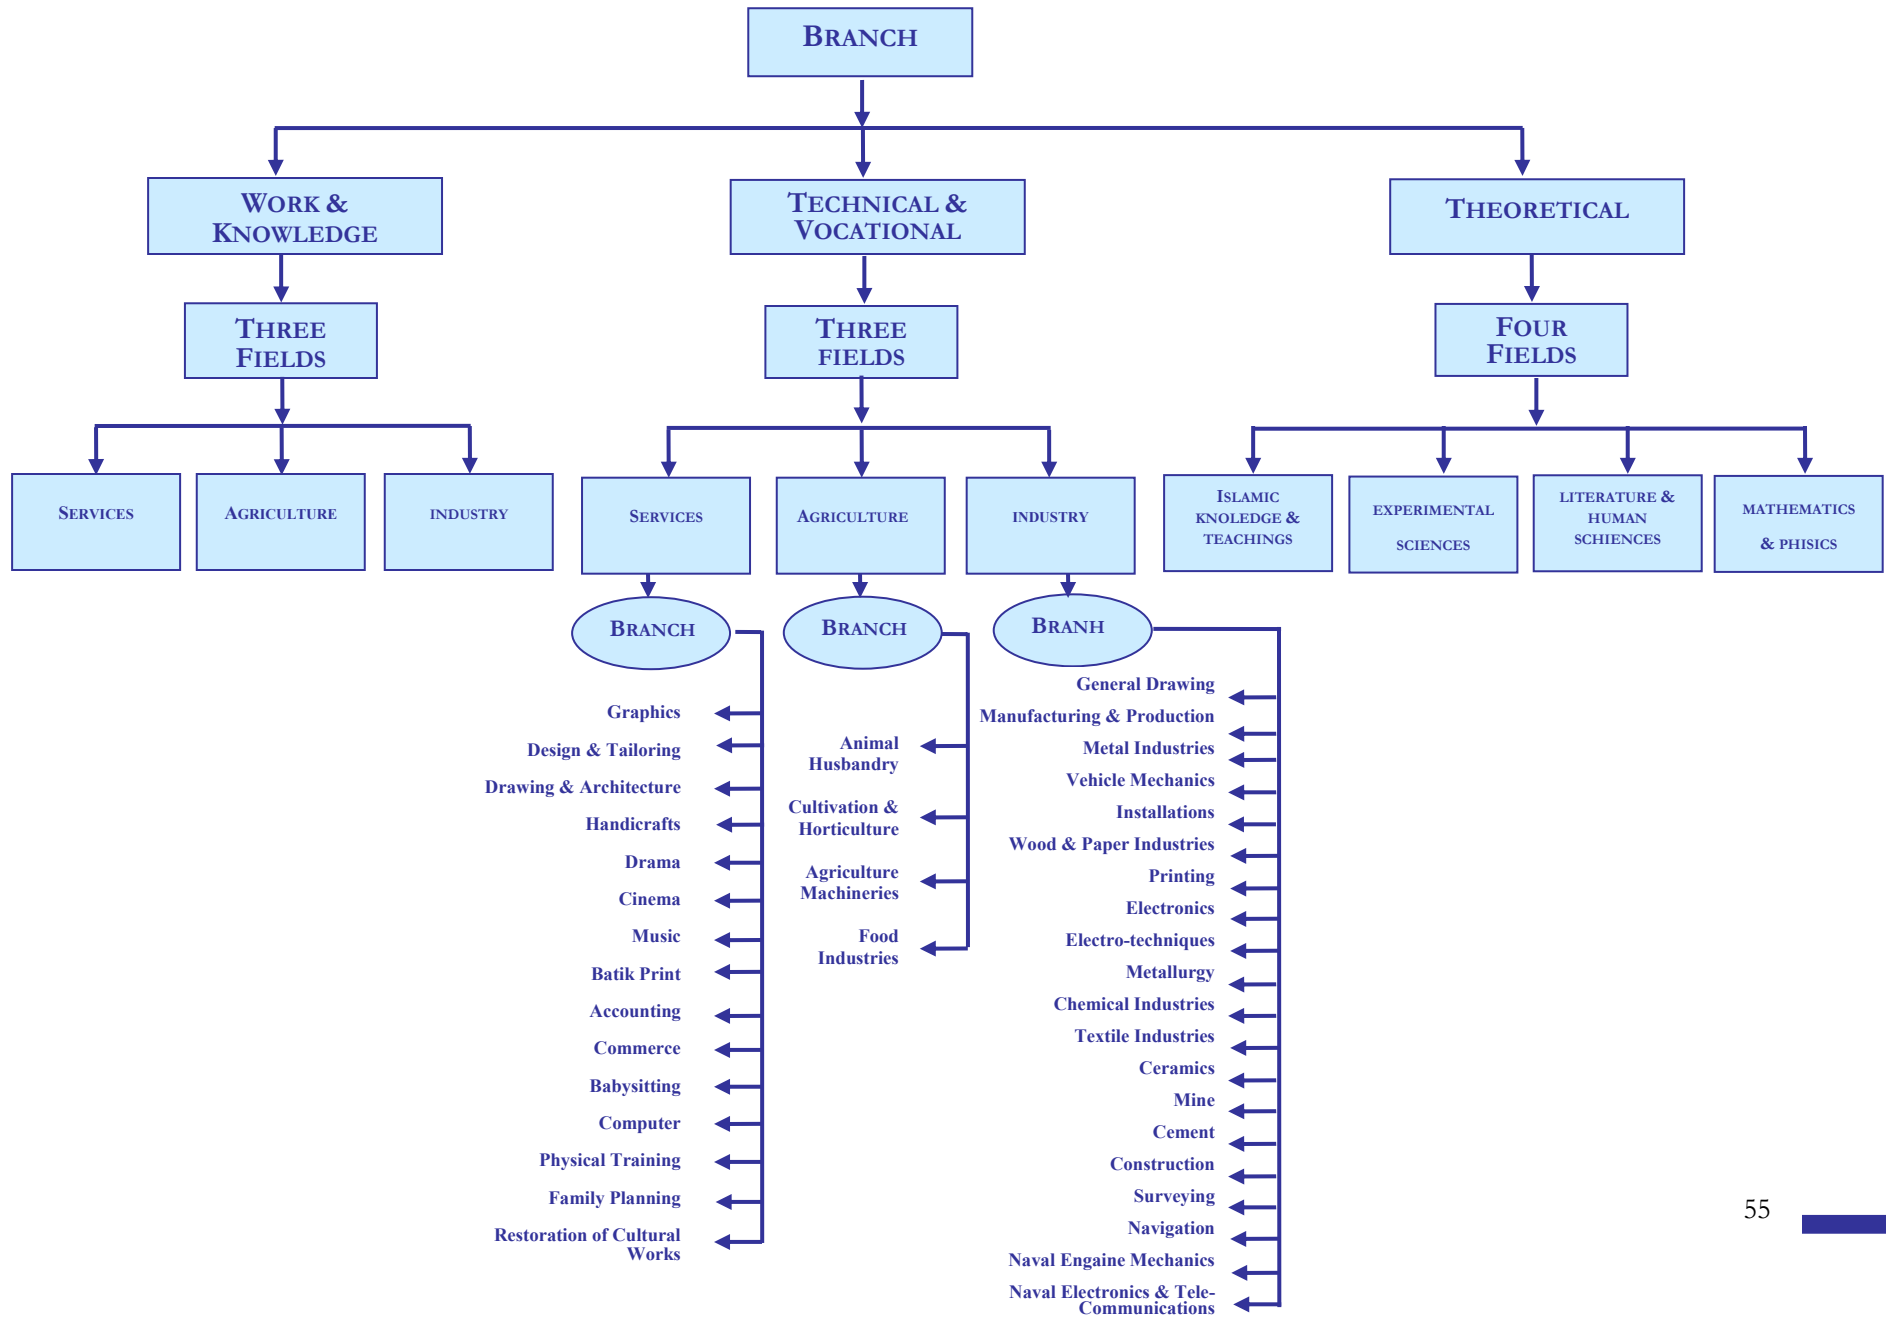 BRANCH
WORK &
KNOWLEDGE
TECHNICAL &
VOCATIONAL
THEORETICAL
THREE
FIELDS
THREE
FIELDS
FOUR
FIELDS
SERVICES
AGRICULTURE
INDUSTRY
SERVICES
AGRICULTURE
INDUSTRY
ISLAMIC
KNOLEDGE &
TEACHINGS
EXPERIMENTAL
SCIENCES
LITERATURE &
HUMAN
SCHIENCES
MATHEMATICS
& PHISICS
BRANCH
Graphics
Design & Tailoring
Drawing & Architecture
Handicrafts
Drama
Cinema
Music
Batik Print
Accounting
Commerce
Babysitting
Computer
Physical Training
Family Planning
Restoration of Cultural
Works
BRANCH
Animal
Husbandry
Cultivation &
Horticulture
Agriculture
Machineries
Food
Industries
BRANH
General Drawing
Manufacturing & Production
Metal Industries
Vehicle Mechanics
Installations
Wood & Paper Industries
Printing
Electronics
Electro-techniques
Metallurgy
Chemical Industries
Textile Industries
Ceramics
Mine
Cement
Construction
Surveying
Navigation
Naval Engaine Mechanics
Naval Electronics & Tele-
Communications
55